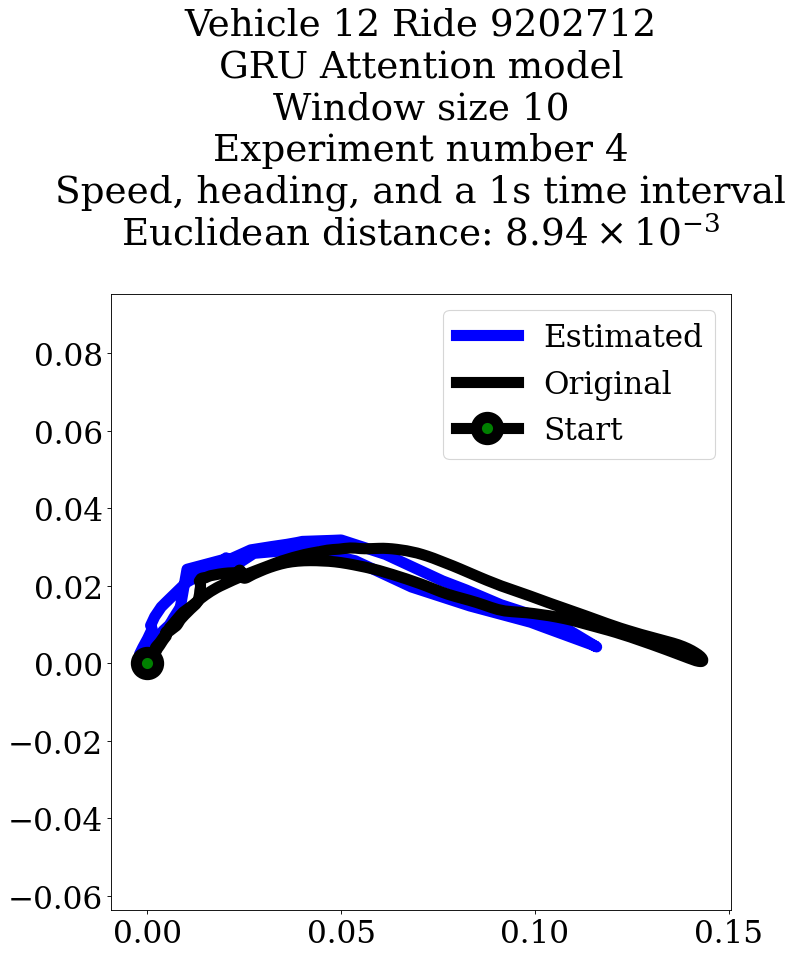 Vehicle 12 Ride 9202712
GRU Attention model
Window size 10
Experiment number 4
Speed, heading, and a 1s time interval
Euclidean distance: 8.94 × 10⁻³
Estimated
Original
Start
0.08
0.06
0.04
0.02
0.00
−0.02
−0.04
−0.06
0.00 0.05 0.10 0.15